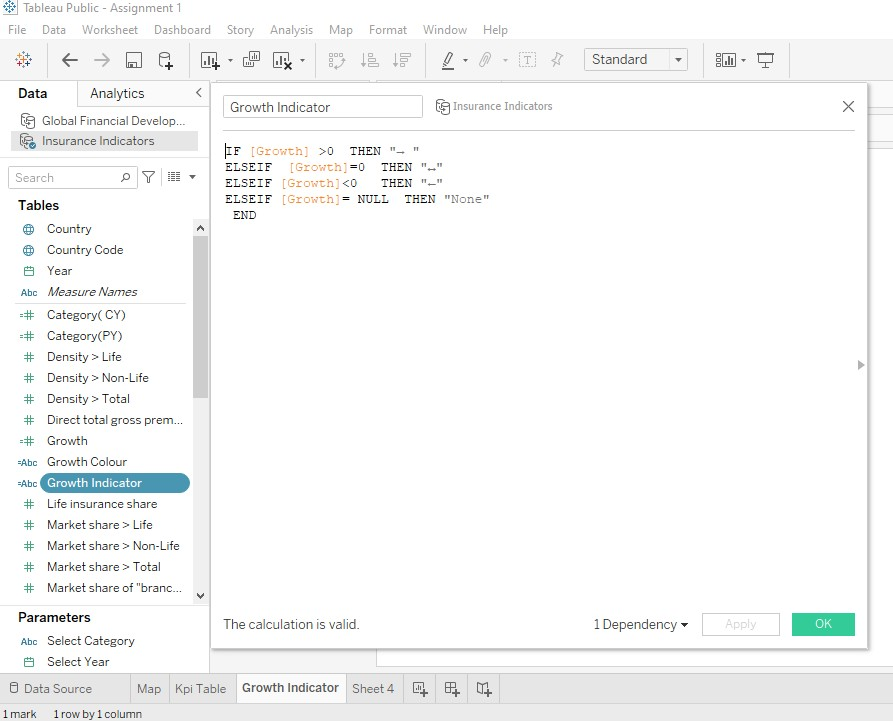 Tableau Public - Assignment 1
File Data Worksheet Dashboard Story Analysis Map Format Window Help
Standard
Data Analytics
Global Financial Develop...
Insurance Indicators
Search
Tables
Country
Country Code
Year
Abc Measure Names
Category( CY)
Category(PY)
Density > Life
Density > Non-Life
Density > Total
Direct total gross prem...
Growth
Abc Growth Colour
Abc Growth Indicator
Life insurance share
Market share > Life
Market share > Non-Life
Market share > Total
Market share of "branc...
Parameters
Abc Select Category
Select Year
Growth Indicator Insurance Indicators
IF [Growth] >0 THEN "→ "
ELSEIF [Growth]=0 THEN "↔"
ELSEIF [Growth]<0 THEN "←"
ELSEIF [Growth]= NULL THEN "None"
END
The calculation is valid. 1 Dependency Apply OK
Data Source Map Kpi Table Growth Indicator Sheet 4
1 mark 1 row by 1 column